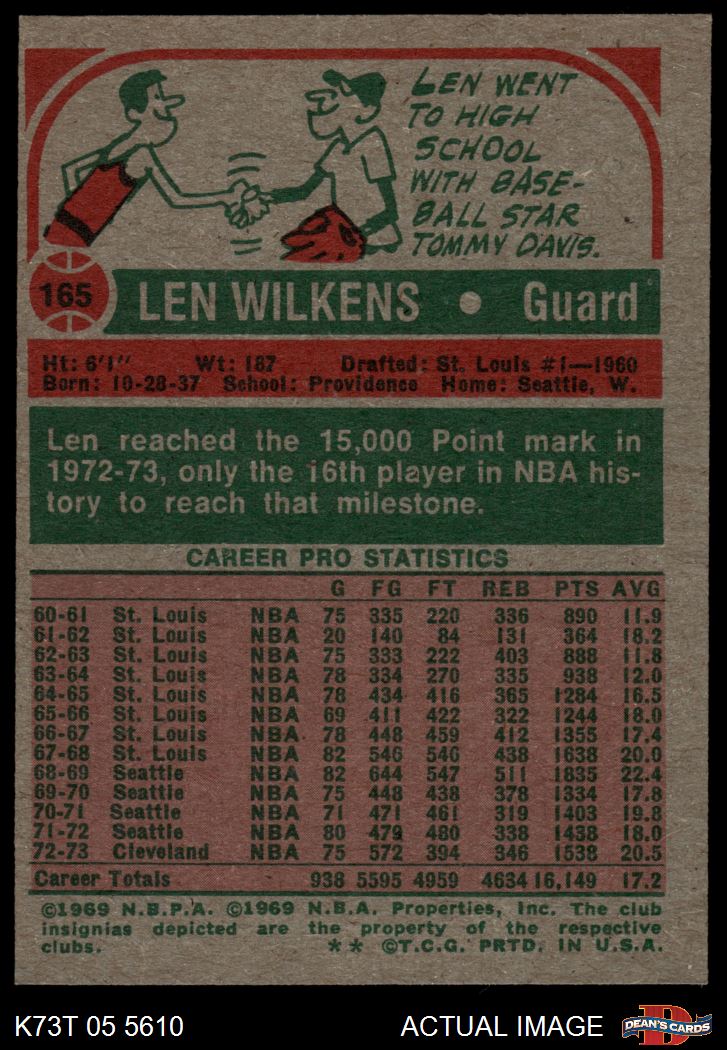 LEN WENT
TO HIGH
SCHOOL
WITH BASE-
BALL STAR
TOMMY DAVIS.
165 LEN WILKENS • Guard
Ht: 6'1" Wt: 187 Drafted: St. Louis #1—1960
Born: 10-28-37 School: Providence Home: Seattle, W.
Len reached the 15,000 Point mark in
1972-73, only the 16th player in NBA his-
tory to reach that milestone.
CAREER PRO STATISTICS
G FG FT REB PTS AVG
60-61 St. Louis NBA 75 335 220 336 890 11.9
61-62 St. Louis NBA 20 140 84 131 364 18.2
62-63 St. Louis NBA 75 333 222 403 888 11.8
63-64 St. Louis NBA 78 334 270 335 938 12.0
64-65 St. Louis NBA 78 434 416 365 1284 16.5
65-66 St. Louis NBA 69 411 422 322 1244 18.0
66-67 St. Louis NBA 78 448 459 412 1355 17.4
67-68 St. Louis NBA 82 546 546 438 1638 20.0
68-69 Seattle NBA 82 644 547 511 1835 22.4
69-70 Seattle NBA 75 448 438 378 1334 17.8
70-71 Seattle NBA 71 471 461 319 1403 19.8
71-72 Seattle NBA 80 479 480 338 1438 18.0
72-73 Cleveland NBA 75 572 394 346 1538 20.5
Career Totals 938 5595 4959 4634 16,149 17.2
©1969 N.B.P.A. ©1969 N.B.A. Properties, Inc. The club
insignias depicted are the property of the respective
clubs. ** ©T.C.G. PRTD. IN U.S.A.
K73T 05 5610 ACTUAL IMAGE D DEAN'S CARDS